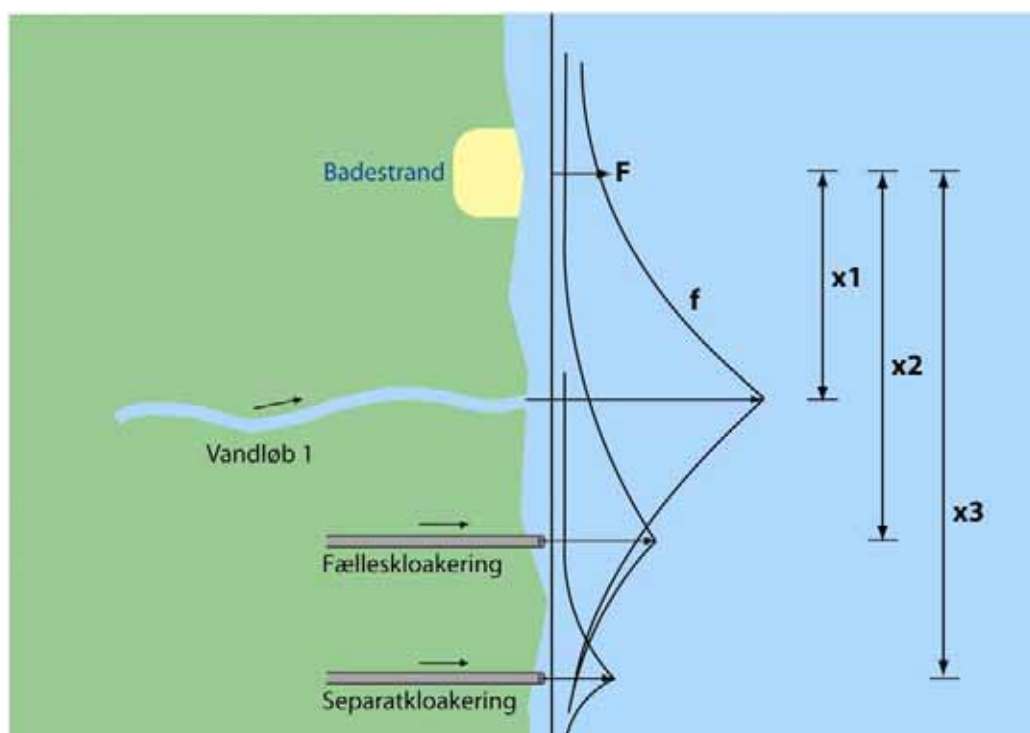 Badestrand
F
f
x1
x2
x3
Vandløb 1
Fælleskloakering
Separatkloakering